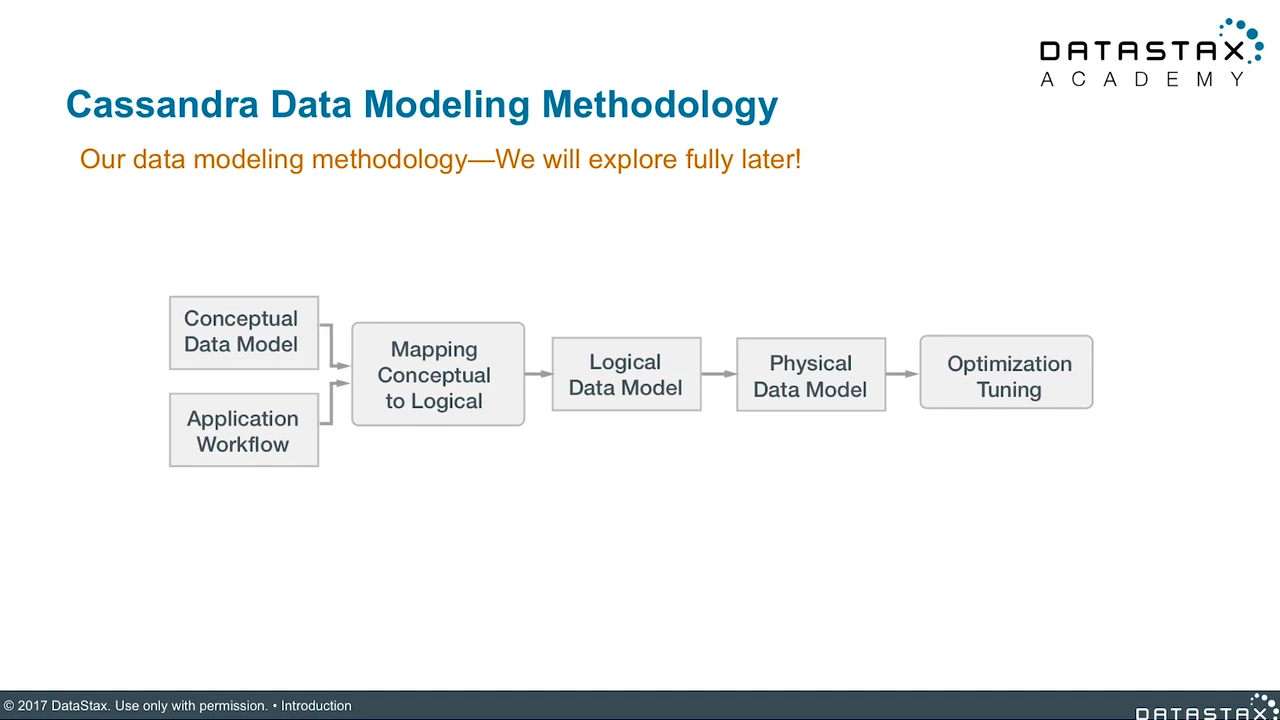 DATASTAX
ACADEMY
Cassandra Data Modeling Methodology
Our data modeling methodology—We will explore fully later!
Conceptual
Data Model
Application
Workflow
Mapping
Conceptual
to Logical
Logical
Data Model
Physical
Data Model
Optimization
Tuning
© 2017 DataStax. Use only with permission. • Introduction
DATASTAX